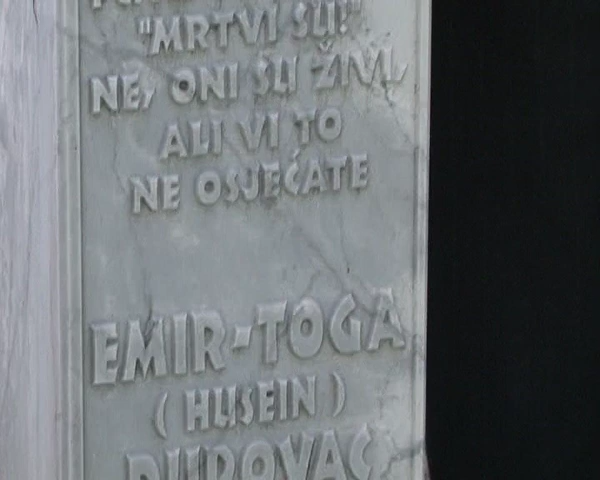 "MRTVI SU!"
NE, ONI SU ŽIVI,
ALI VI TO
NE OSJEĆATE
EMIR-TOGA
( HUSEIN )